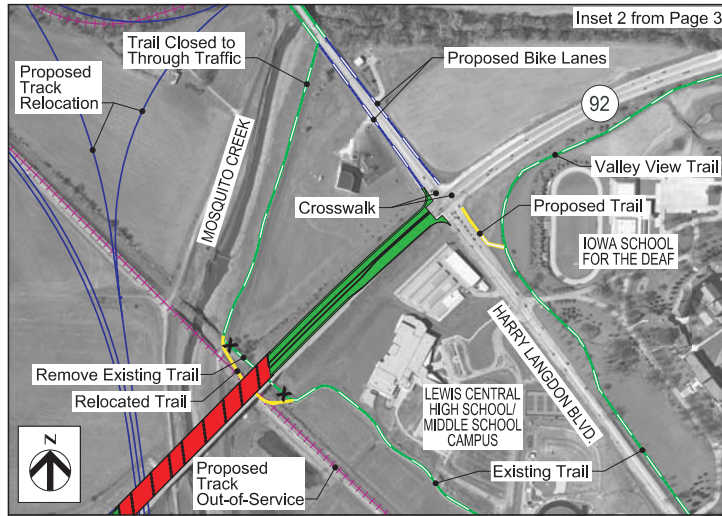 Inset 2 from Page 3
Trail Closed to
Through Traffic
Proposed Bike Lanes
Proposed
Track
Relocation
92
MOSQUITO CREEK
Valley View Trail
Crosswalk
Proposed Trail
IOWA SCHOOL
FOR THE DEAF
HARRY LANGDON BLVD.
Remove Existing Trail
Relocated Trail
LEWIS CENTRAL
HIGH SCHOOL/
MIDDLE SCHOOL
CAMPUS
N
Proposed
Track
Out-of-Service
Existing Trail